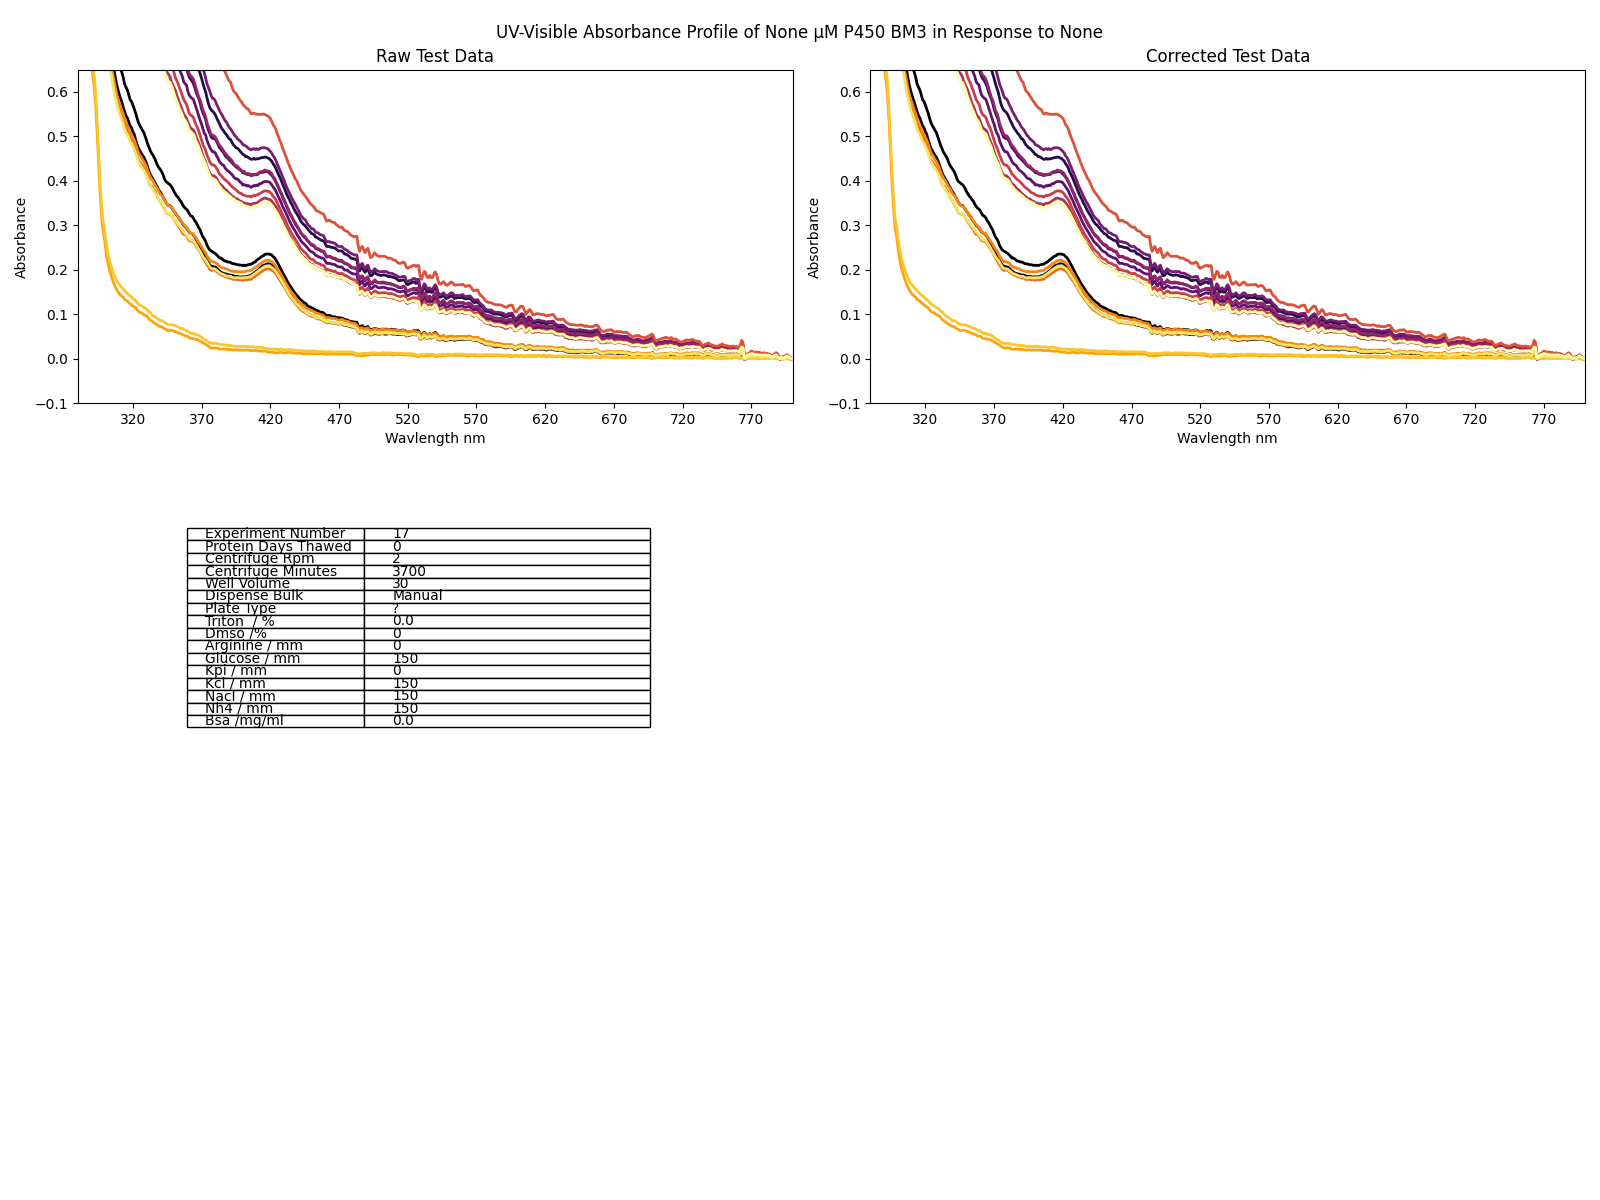 UV-Visible Absorbance Profile of None μM P450 BM3 in Response to None
Raw Test Data
0.6
0.5
0.4
0.3
0.2
0.1
0.0
−0.1
Absorbance
320 370 420 470 520 570 620 670 720 770
Wavlength nm
Corrected Test Data
0.6
0.5
0.4
0.3
0.2
0.1
0.0
−0.1
Absorbance
320 370 420 470 520 570 620 670 720 770
Wavlength nm
Experiment Number 17
Protein Days Thawed 0
Centrifuge Rpm 2
Centrifuge Minutes 3700
Well Volume 30
Dispense Bulk Manual
Plate Type ?
Triton / % 0.0
Dmso /% 0
Arginine / mm 0
Glucose / mm 150
Kpi / mm 0
Kcl / mm 150
Nacl / mm 150
Nh4 / mm 150
Bsa /mg/ml 0.0